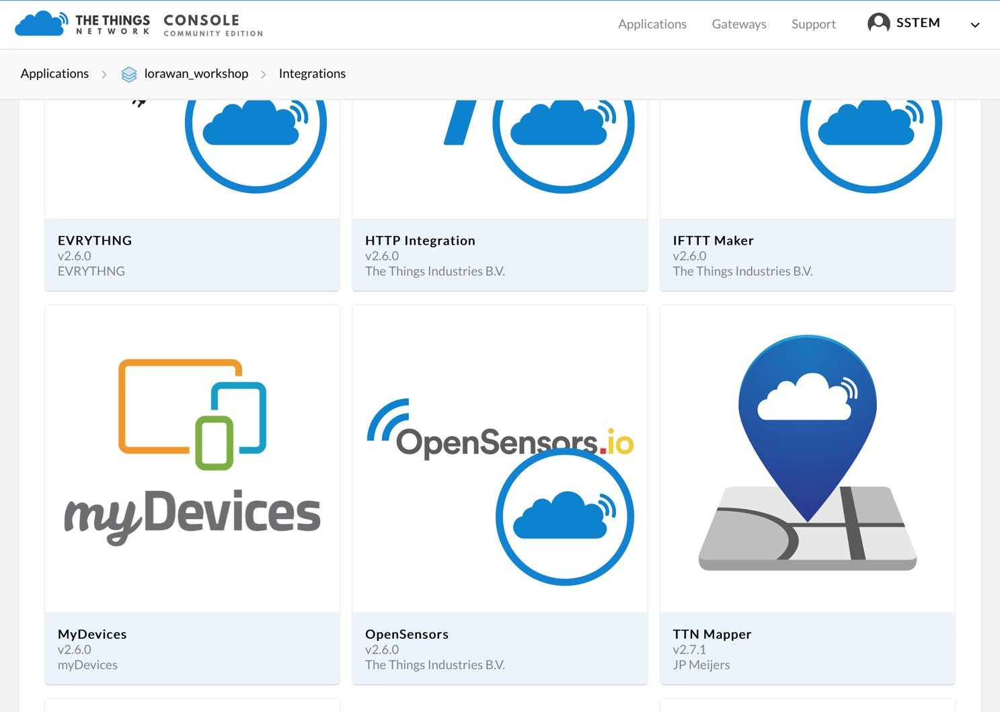 THE THINGS
NETWORK
CONSOLE
COMMUNITY EDITION
Applications
Gateways
Support
SSTEM
Applications
lorawan_workshop
Integrations
EVRYTHNG
v2.6.0
EVRYTHNG
HTTP Integration
v2.6.0
The Things Industries B.V.
IFTTT Maker
v2.6.0
The Things Industries B.V.
myDevices
OpenSensors.io
MyDevices
v2.6.0
myDevices
OpenSensors
v2.6.0
The Things Industries B.V.
TTN Mapper
v2.7.1
JP Meijers